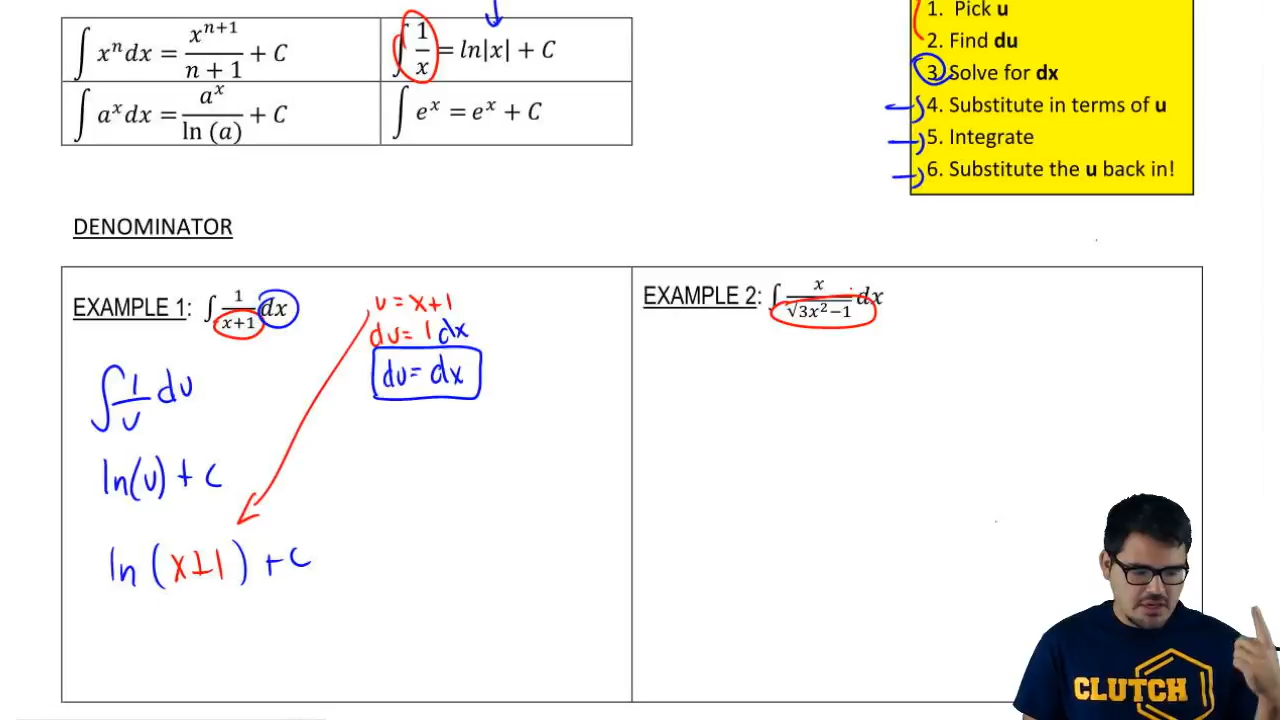 ∫ xⁿdx = xⁿ⁺¹/(n + 1) + C
∫ 1/x = ln|x| + C
∫ aˣdx = aˣ/ln (a) + C
∫ eˣ = eˣ + C
1. Pick u
2. Find du
3. Solve for dx
4. Substitute in terms of u
5. Integrate
6. Substitute the u back in!
DENOMINATOR
EXAMPLE 1: ∫ 1/(x+1) dx
u = x+1
du = 1dx
du = dx
∫ 1/u du
ln(u) + C
ln (x+1) + C
EXAMPLE 2: ∫ x/√3x²−1 dx
CLUTCH